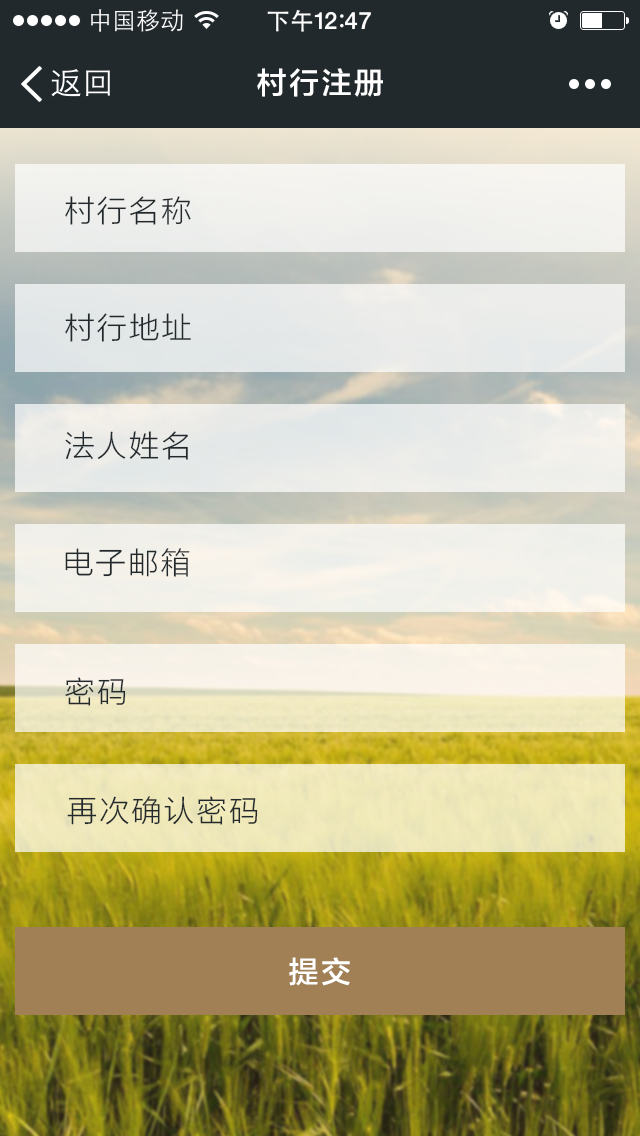 中国移动 下午12:47
返回 村行注册
村行名称
村行地址
法人姓名
电子邮箱
密码
再次确认密码
提交